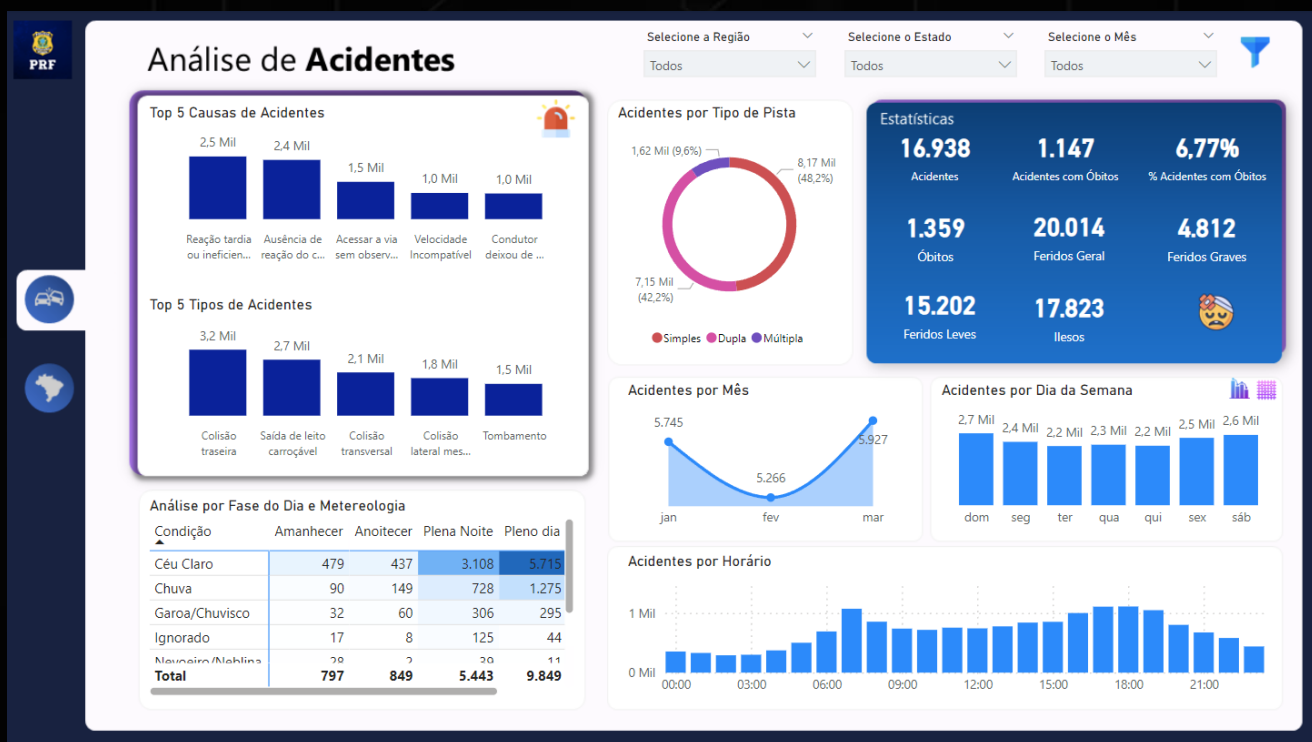 PRF
Análise de Acidentes
Selecione a Região
Todos
Selecione o Estado
Todos
Selecione o Mês
Todos
Top 5 Causas de Acidentes
2,5 Mil
2,4 Mil
1,5 Mil
1,0 Mil
1,0 Mil
Reação tardia
ou ineficien...
Ausência de
reação do c...
Acessar a via
sem observ...
Velocidade
Incompatível
Condutor
deixou de ...
Top 5 Tipos de Acidentes
3,2 Mil
2,7 Mil
2,1 Mil
1,8 Mil
1,5 Mil
Colisão
traseira
Saída de leito
carroçável
Colisão
transversal
Colisão
lateral mes...
Tombamento
Acidentes por Tipo de Pista
1,62 Mil (9,6%)
8,17 Mil
(48,2%)
7,15 Mil
(42,2%)
Simples Dupla Múltipla
Estatísticas
16.938
Acidentes
1.147
Acidentes com Óbitos
6,77%
% Acidentes com Óbitos
1.359
Óbitos
20.014
Feridos Geral
4.812
Feridos Graves
15.202
Feridos Leves
17.823
Ilesos
Acidentes por Mês
5.745
5.266
5.927
jan fev mar
Acidentes por Dia da Semana
2,7 Mil 2,4 Mil 2,2 Mil 2,3 Mil 2,2 Mil 2,5 Mil 2,6 Mil
dom seg ter qua qui sex sáb
Análise por Fase do Dia e Metereologia
Condição Amanhecer Anoitecer Plena Noite Pleno dia
Céu Claro 479 437 3.108 5.715
Chuva 90 149 728 1.275
Garoa/Chuvisco 32 60 306 295
Ignorado 17 8 125 44
Nevoeiro/Neblina 28 2 39 11
Total 797 849 5.443 9.849
Acidentes por Horário
1 Mil
0 Mil
00:00 03:00 06:00 09:00 12:00 15:00 18:00 21:00